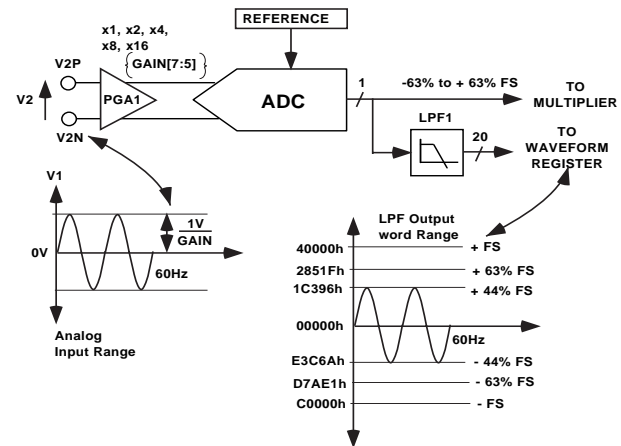 REFERENCE
x1, x2, x4,
x8, x16
{GAIN[7:5]}
V2P
V2
PGA1
V2N
ADC
1
-63% to + 63% FS
TO
MULTIPLIER
LPF1
20
TO
WAVEFORM
REGISTER
V1
1V
GAIN
0V
60Hz
Analog
Input Range
LPF Output
word Range
40000h
+ FS
2851Fh
+ 63% FS
1C396h
+ 44% FS
00000h
60Hz
E3C6Ah
- 44% FS
D7AE1h
- 63% FS
C0000h
- FS